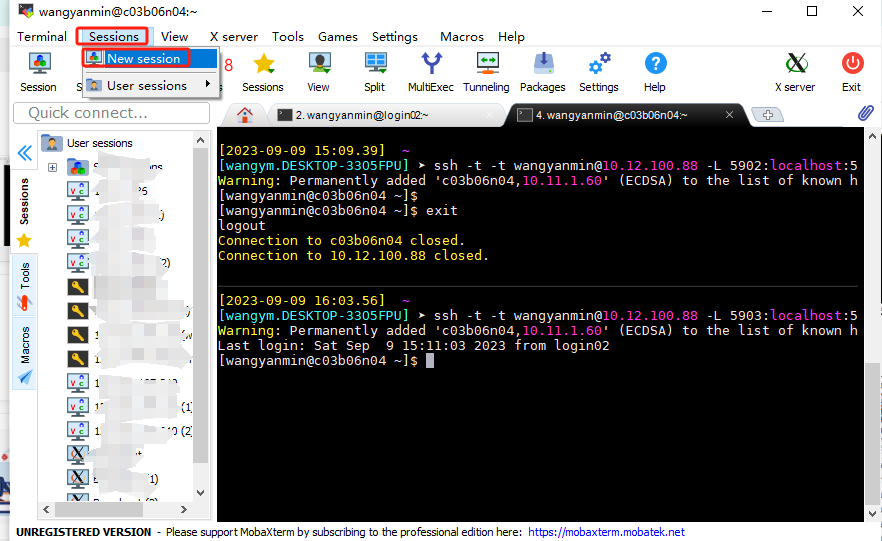 wangyanmin@c03b06n04:~
Terminal Sessions View X server Tools Games Settings Macros Help
New session
User sessions
8
Session View Split MultiExec Tunneling Packages Settings Help X server Exit
Quick connect...
2. wangyanmin@login02:~
4. wangyanmin@c03b06n04:~
User sessions
Sessions
Tools
Macros
(1)
(2)
[2023-09-09 15:09.39] ~
[wangym.DESKTOP-33O5FPU] ➤ ssh -t -t wangyanmin@10.12.100.88 -L 5902:localhost:5
Warning: Permanently added 'c03b06n04,10.11.1.60' (ECDSA) to the list of known h
[wangyanmin@c03b06n04 ~]$
[wangyanmin@c03b06n04 ~]$ exit
logout
Connection to c03b06n04 closed.
Connection to 10.12.100.88 closed.
[2023-09-09 16:03.56] ~
[wangym.DESKTOP-33O5FPU] ➤ ssh -t -t wangyanmin@10.12.100.88 -L 5903:localhost:5
Warning: Permanently added 'c03b06n04,10.11.1.60' (ECDSA) to the list of known h
Last login: Sat Sep  9 15:11:03 2023 from login02
[wangyanmin@c03b06n04 ~]$
UNREGISTERED VERSION - Please support MobaXterm by subscribing to the professional edition here: https://mobaxterm.mobatek.net